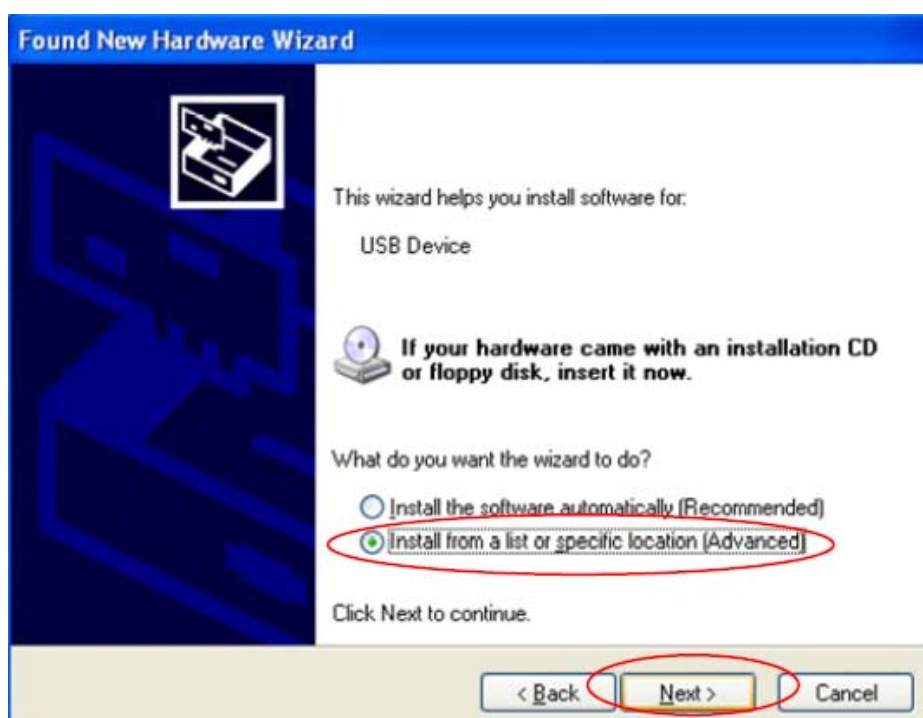 Found New Hardware Wizard
This wizard helps you install software for:
USB Device
If your hardware came with an installation CD
or floppy disk, insert it now.
What do you want the wizard to do?
Install the software automatically (Recommended)
Install from a list or specific location (Advanced)
Click Next to continue.
< Back
Next >
Cancel